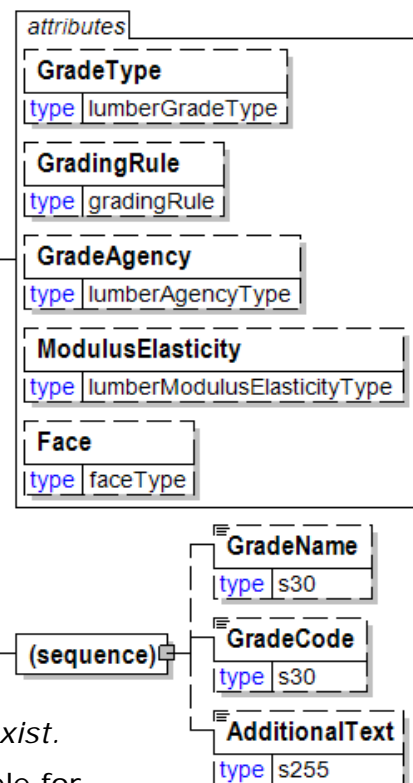 attributes
GradeType
type lumberGradeType
GradingRule
type gradingRule
GradeAgency
type lumberAgencyType
ModulusElasticity
type lumberModulusElasticityType
Face
type faceType
GradeName
type s30
(sequence)
GradeCode
type s30
AdditionalText
type s255
xist.